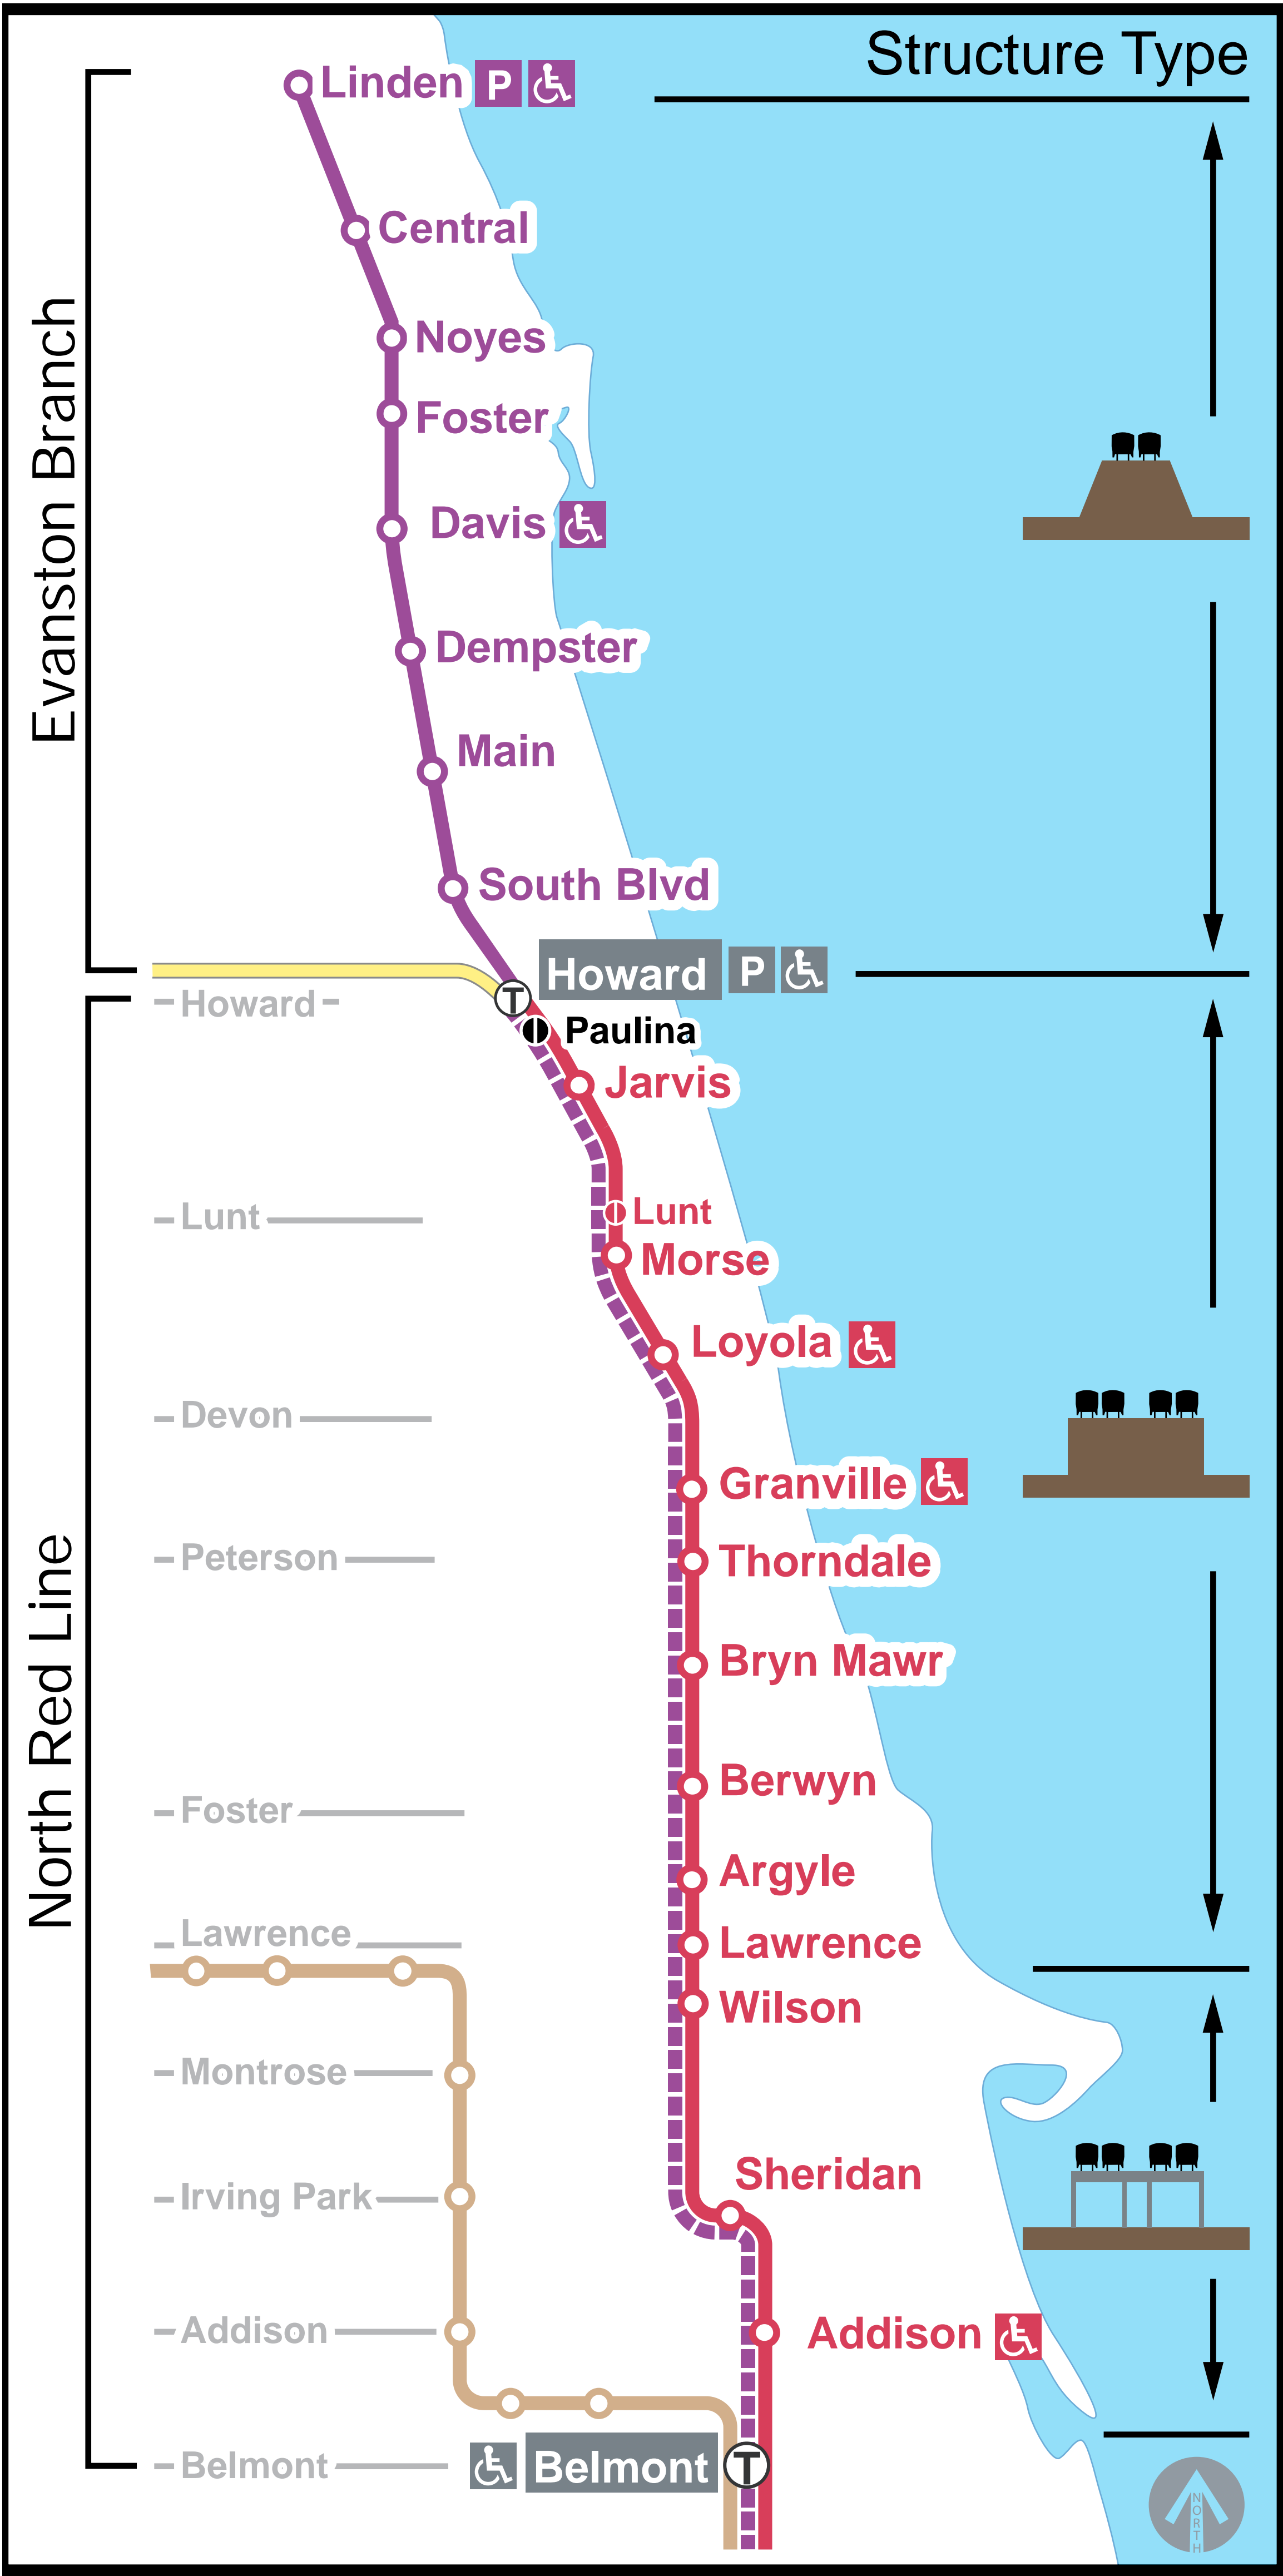 Structure Type
Evanston Branch
Linden P
Central
Noyes
Foster
Davis
Dempster
Main
South Blvd
Howard P
T
North Red Line
Howard
Paulina
Jarvis
Lunt
Lunt
Morse
Loyola
Devon
Granville
Peterson
Thorndale
Bryn Mawr
Berwyn
Foster
Argyle
Lawrence
Lawrence
Wilson
Montrose
Sheridan
Irving Park
Addison
Addison
Belmont
Belmont T
NORTH